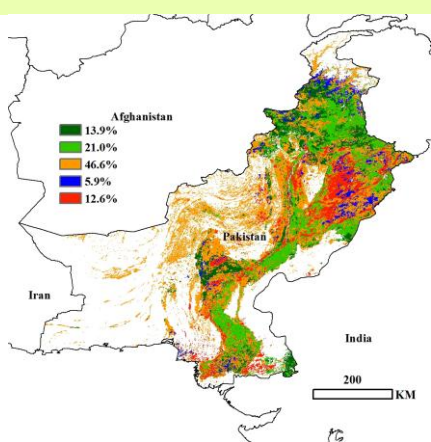 Afghanistan
13.9%
21.0%
46.6%
5.9%
12.6%
Pakistan
Iran
India
200
KM